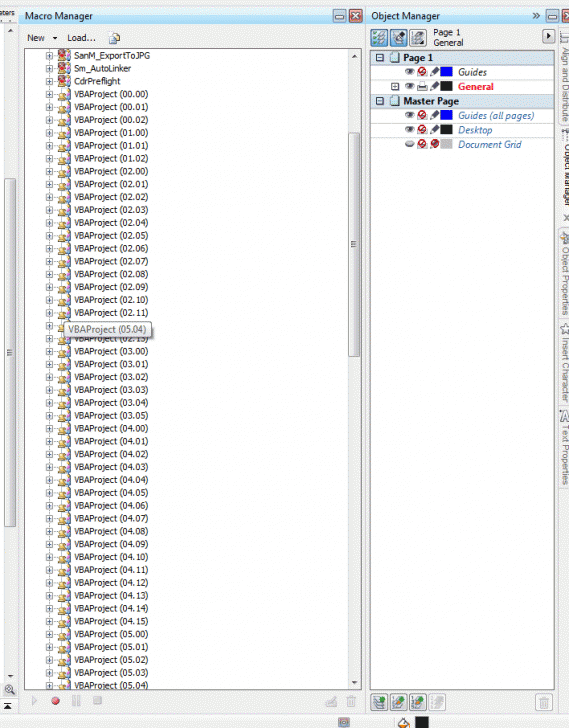 eters
Macro Manager
New
Load...
SanM_ExportToJPG
Sm_AutoLinker
CdrPreflight
VBAProject (00.00)
VBAProject (00.01)
VBAProject (00.02)
VBAProject (01.00)
VBAProject (01.01)
VBAProject (01.02)
VBAProject (02.00)
VBAProject (02.01)
VBAProject (02.02)
VBAProject (02.03)
VBAProject (02.04)
VBAProject (02.05)
VBAProject (02.06)
VBAProject (02.07)
VBAProject (02.08)
VBAProject (02.09)
VBAProject (02.10)
VBAProject (02.11)
VBAProject (05.04)
VBAProject (02.13)
VBAProject (03.00)
VBAProject (03.01)
VBAProject (03.02)
VBAProject (03.03)
VBAProject (03.04)
VBAProject (03.05)
VBAProject (04.00)
VBAProject (04.01)
VBAProject (04.02)
VBAProject (04.03)
VBAProject (04.04)
VBAProject (04.05)
VBAProject (04.06)
VBAProject (04.07)
VBAProject (04.08)
VBAProject (04.09)
VBAProject (04.10)
VBAProject (04.11)
VBAProject (04.12)
VBAProject (04.13)
VBAProject (04.14)
VBAProject (04.15)
VBAProject (05.00)
VBAProject (05.01)
VBAProject (05.02)
VBAProject (05.03)
VBAProject (05.04)
Object Manager
Page 1
General
Page 1
Guides
General
Master Page
Guides (all pages)
Desktop
Document Grid
Align and Distribute
Object Manager
Object Properties
Insert Character
Text Properties